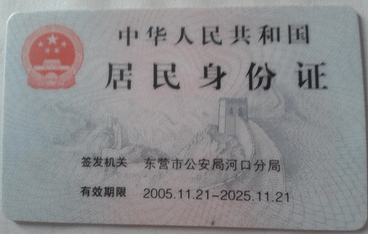 中华人民共和国
居民身份证
签发机关 东营市公安局河口分局
有效期限 2005.11.21-2025.11.21